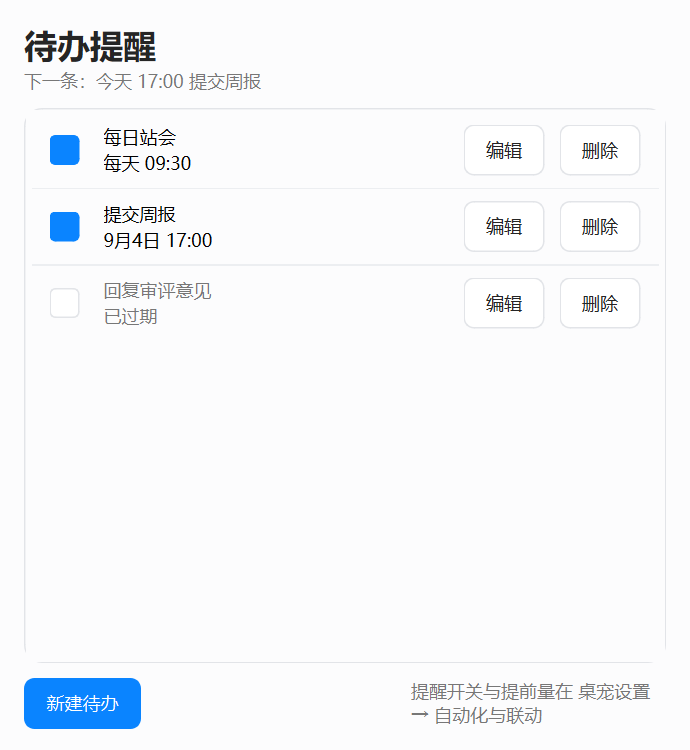 待办提醒
下一条：今天 17:00 提交周报
每日站会
每天 09:30
编辑
删除
提交周报
9月4日 17:00
编辑
删除
回复审评意见
已过期
编辑
删除
新建待办
提醒开关与提前量在 桌宠设置
→ 自动化与联动